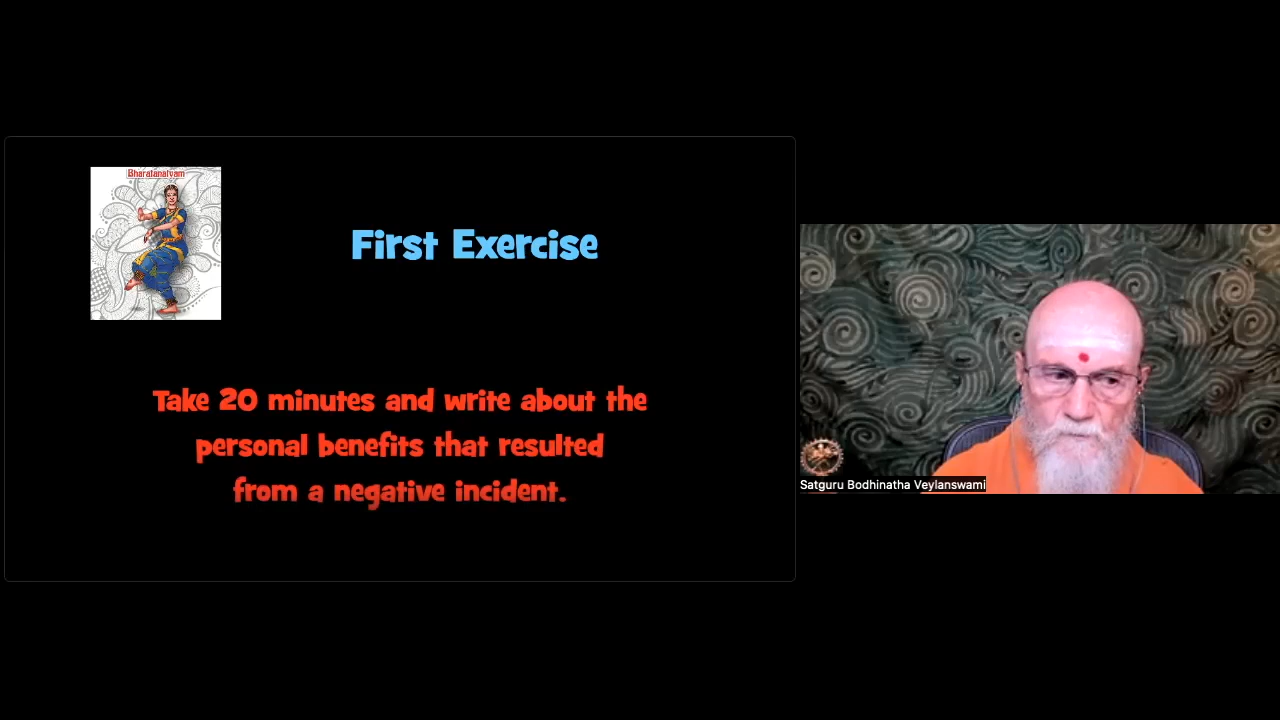 Bharatanatyam
First Exercise
Take 20 minutes and write about the
personal benefits that resulted
from a negative incident.
Satguru Bodhinatha Veylanswami